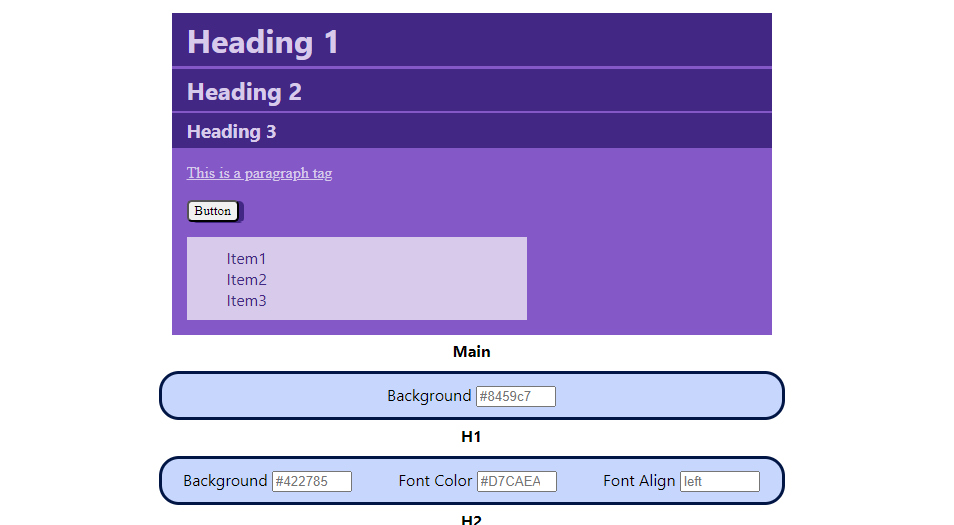 Heading 1
Heading 2
Heading 3
This is a paragraph tag
Button
Item1
Item2
Item3
Main
Background #8459c7
H1
Background #422785 Font Color #D7CAEA Font Align left
H2